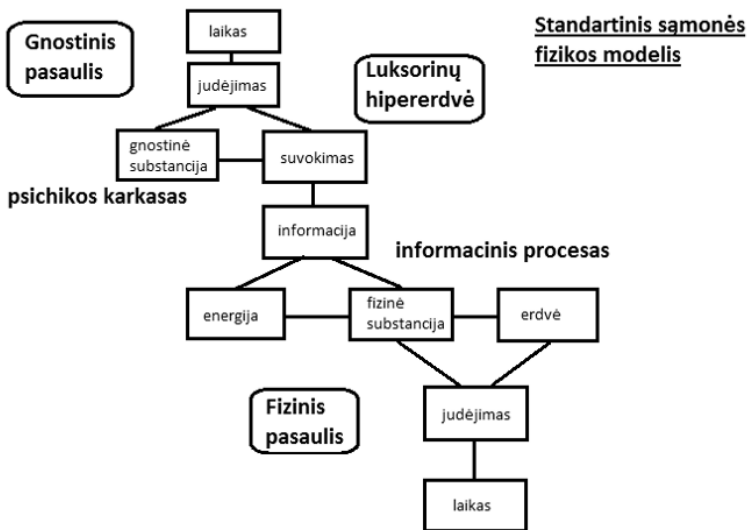 Standartinis sąmonės
fizikos modelis
Gnostinis
pasaulis
laikas
judėjimas
Luksorinų
hipererdvė
gnostinė
substancija
suvokimas
psichikos karkasas
informacija
informacinis procesas
energija
fizinė
substancija
erdvė
Fizinis
pasaulis
judėjimas
laikas